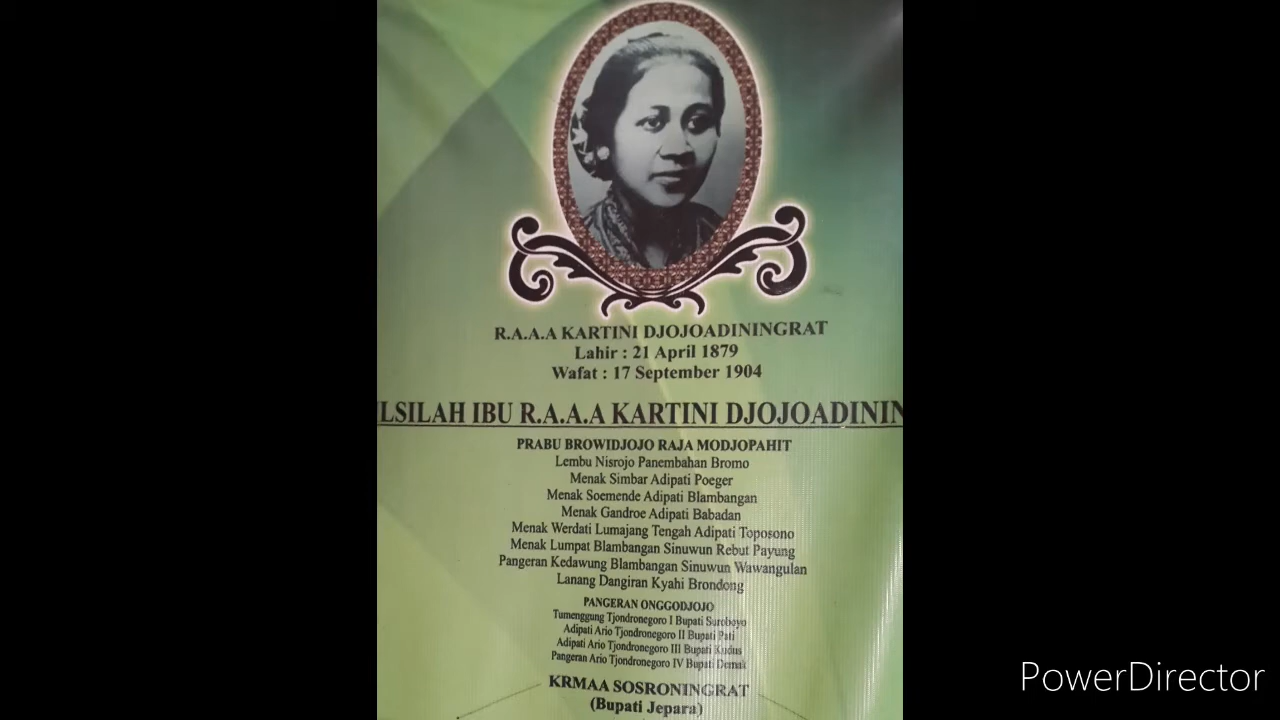 R.A.A.A KARTINI DJOJOADININGRAT
Lahir : 21 April 1879
Wafat : 17 September 1904
ILSILAH IBU R.A.A.A KARTINI DJOJOADININ
PRABU BROWIDJOJO RAJA MODJOPAHIT
Lembu Nisrojo Panembahan Bromo
Menak Simbar Adipati Poeger
Menak Soemende Adipati Blambangan
Menak Gandroe Adipati Babadan
Menak Werdati Lumajang Tengah Adipati Toposono
Menak Lumpat Blambangan Sinuwun Rebut Payung
Pangeran Kedawung Blambangan Sinuwun Wawangulan
Lanang Dangiran Kyahi Brondong
PANGERAN ONGGODJOJO
Tumenggung Tjondronegoro I Bupati Suroboyo
Adipati Ario Tjondronegoro II Bupati Pati
Adipati Ario Tjondronegoro III Bupati Kudus
Pangeran Ario Tjondronegoro IV Bupati Demak
KRMAA SOSRONINGRAT
(Bupati Jepara)
PowerDirector